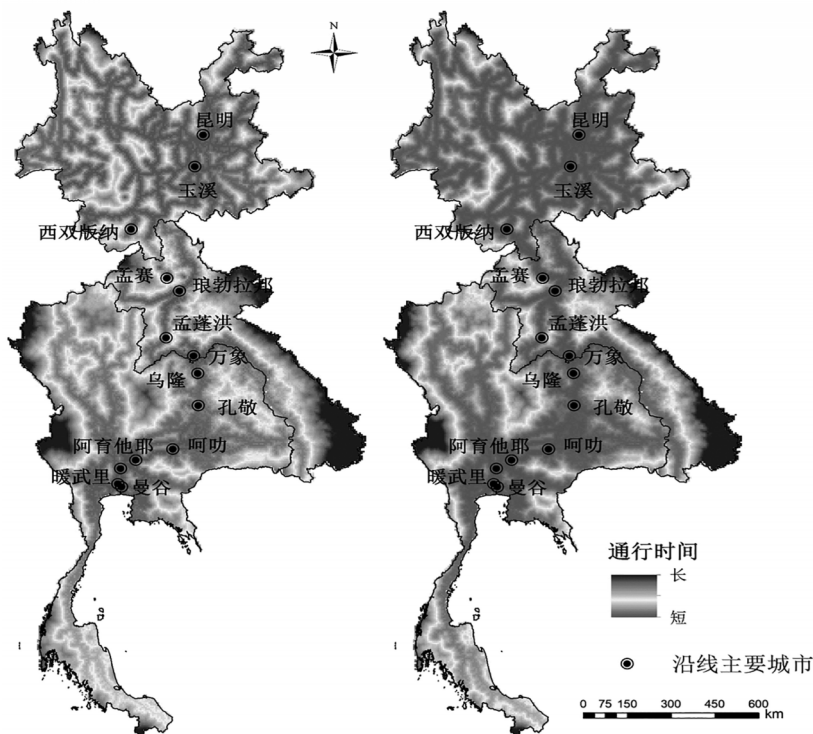 N
昆明
玉溪
西双版纳
孟赛
琅勃拉邦
孟蓬洪
万象
乌隆
孔敬
阿育他耶
呵叻
暖武里
曼谷
昆明
玉溪
西双版纳
孟赛
琅勃拉邦
孟蓬洪
万象
乌隆
孔敬
阿育他耶
呵叻
暖武里
曼谷
通行时间
长
短
沿线主要城市
0 75 150 300 450 600
km